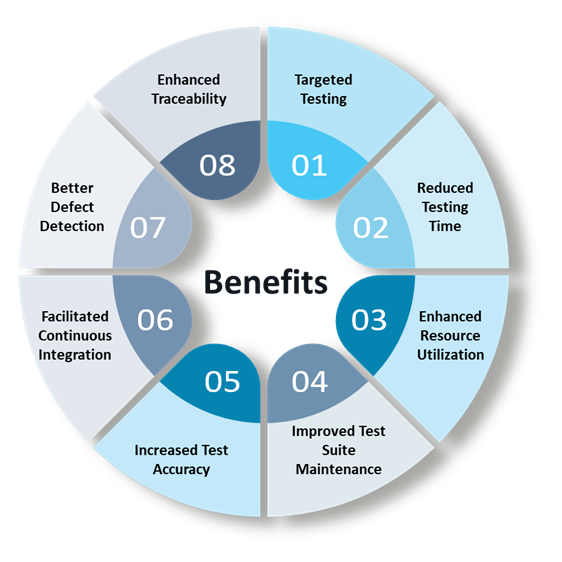 Benefits
01
Targeted
Testing
02
Reduced
Testing
Time
03
Enhanced
Resource
Utilization
04
Improved Test
Suite
Maintenance
05
Increased Test
Accuracy
06
Facilitated
Continuous
Integration
07
Better
Defect
Detection
08
Enhanced
Traceability